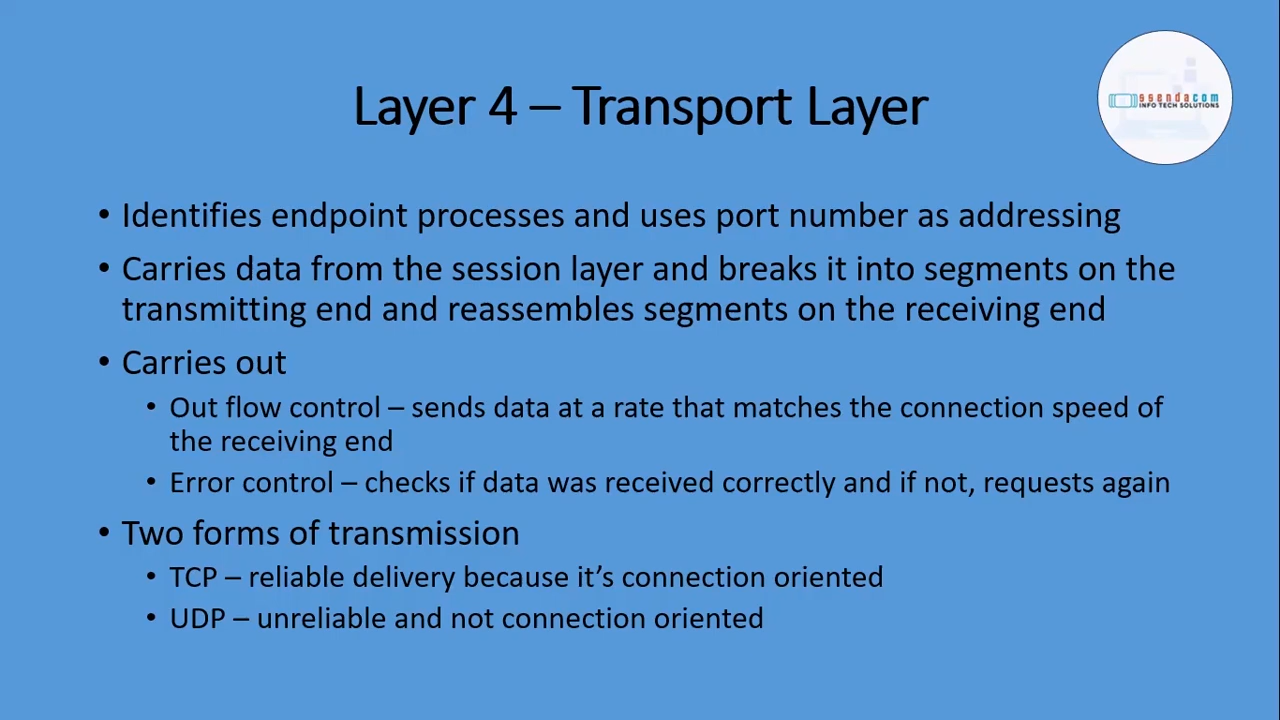 Layer 4 – Transport Layer
ssendacom
INFO TECH SOLUTIONS
• Identifies endpoint processes and uses port number as addressing
• Carries data from the session layer and breaks it into segments on the
transmitting end and reassembles segments on the receiving end
• Carries out
• Out flow control – sends data at a rate that matches the connection speed of
the receiving end
• Error control – checks if data was received correctly and if not, requests again
• Two forms of transmission
• TCP – reliable delivery because it’s connection oriented
• UDP – unreliable and not connection oriented